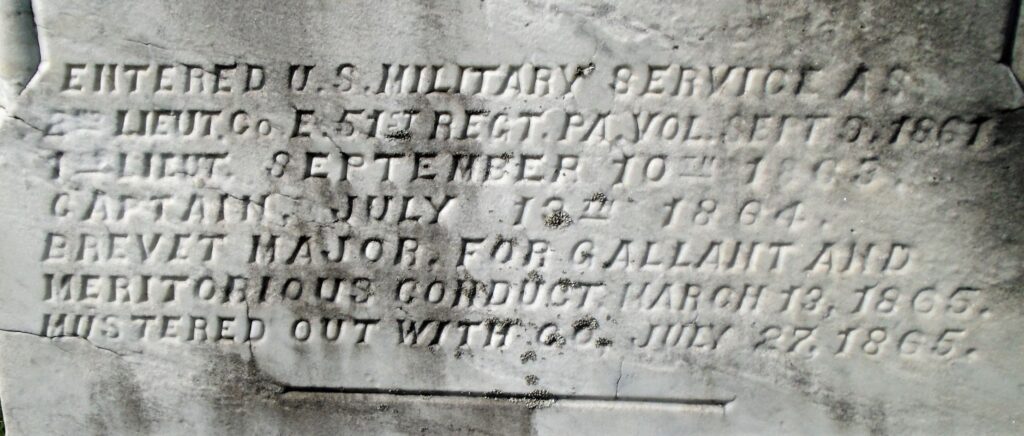 ENTERED U.S. MILITARY SERVICE AS
2ND LIEUT. CO E. 51ST REGT. PA. VOL. SEPT 9, 1861.
1ST LIEUT. SEPTEMBER 10TH 1863.
CAPTAIN, JULY 1864.
BREVET MAJOR, FOR GALLANT AND
MERITORIOUS CONDUCT, MARCH 13, 1865.
MUSTERED OUT WITH CO. JULY 27, 1865.